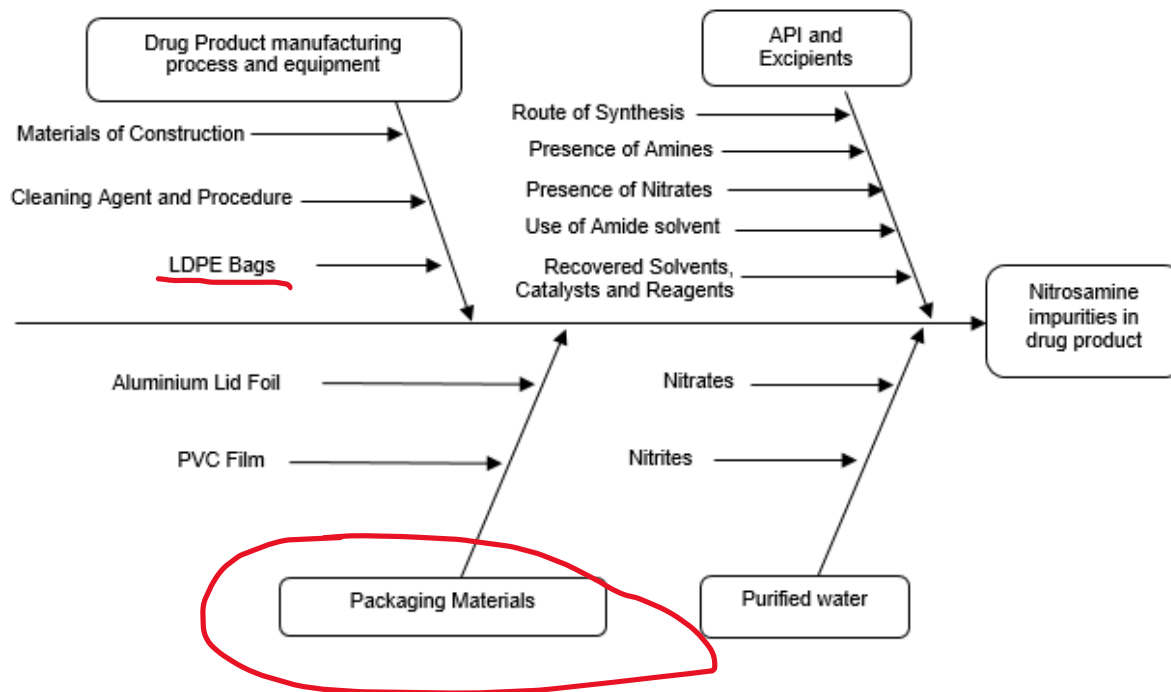 Drug Product manufacturing
process and equipment
Materials of Construction
Cleaning Agent and Procedure
LDPE Bags
API and
Excipients
Route of Synthesis
Presence of Amines
Presence of Nitrates
Use of Amide solvent
Recovered Solvents,
Catalysts and Reagents
Nitrosamine
impurities in
drug product
Aluminium Lid Foil
PVC Film
Packaging Materials
Nitrates
Nitrites
Purified water